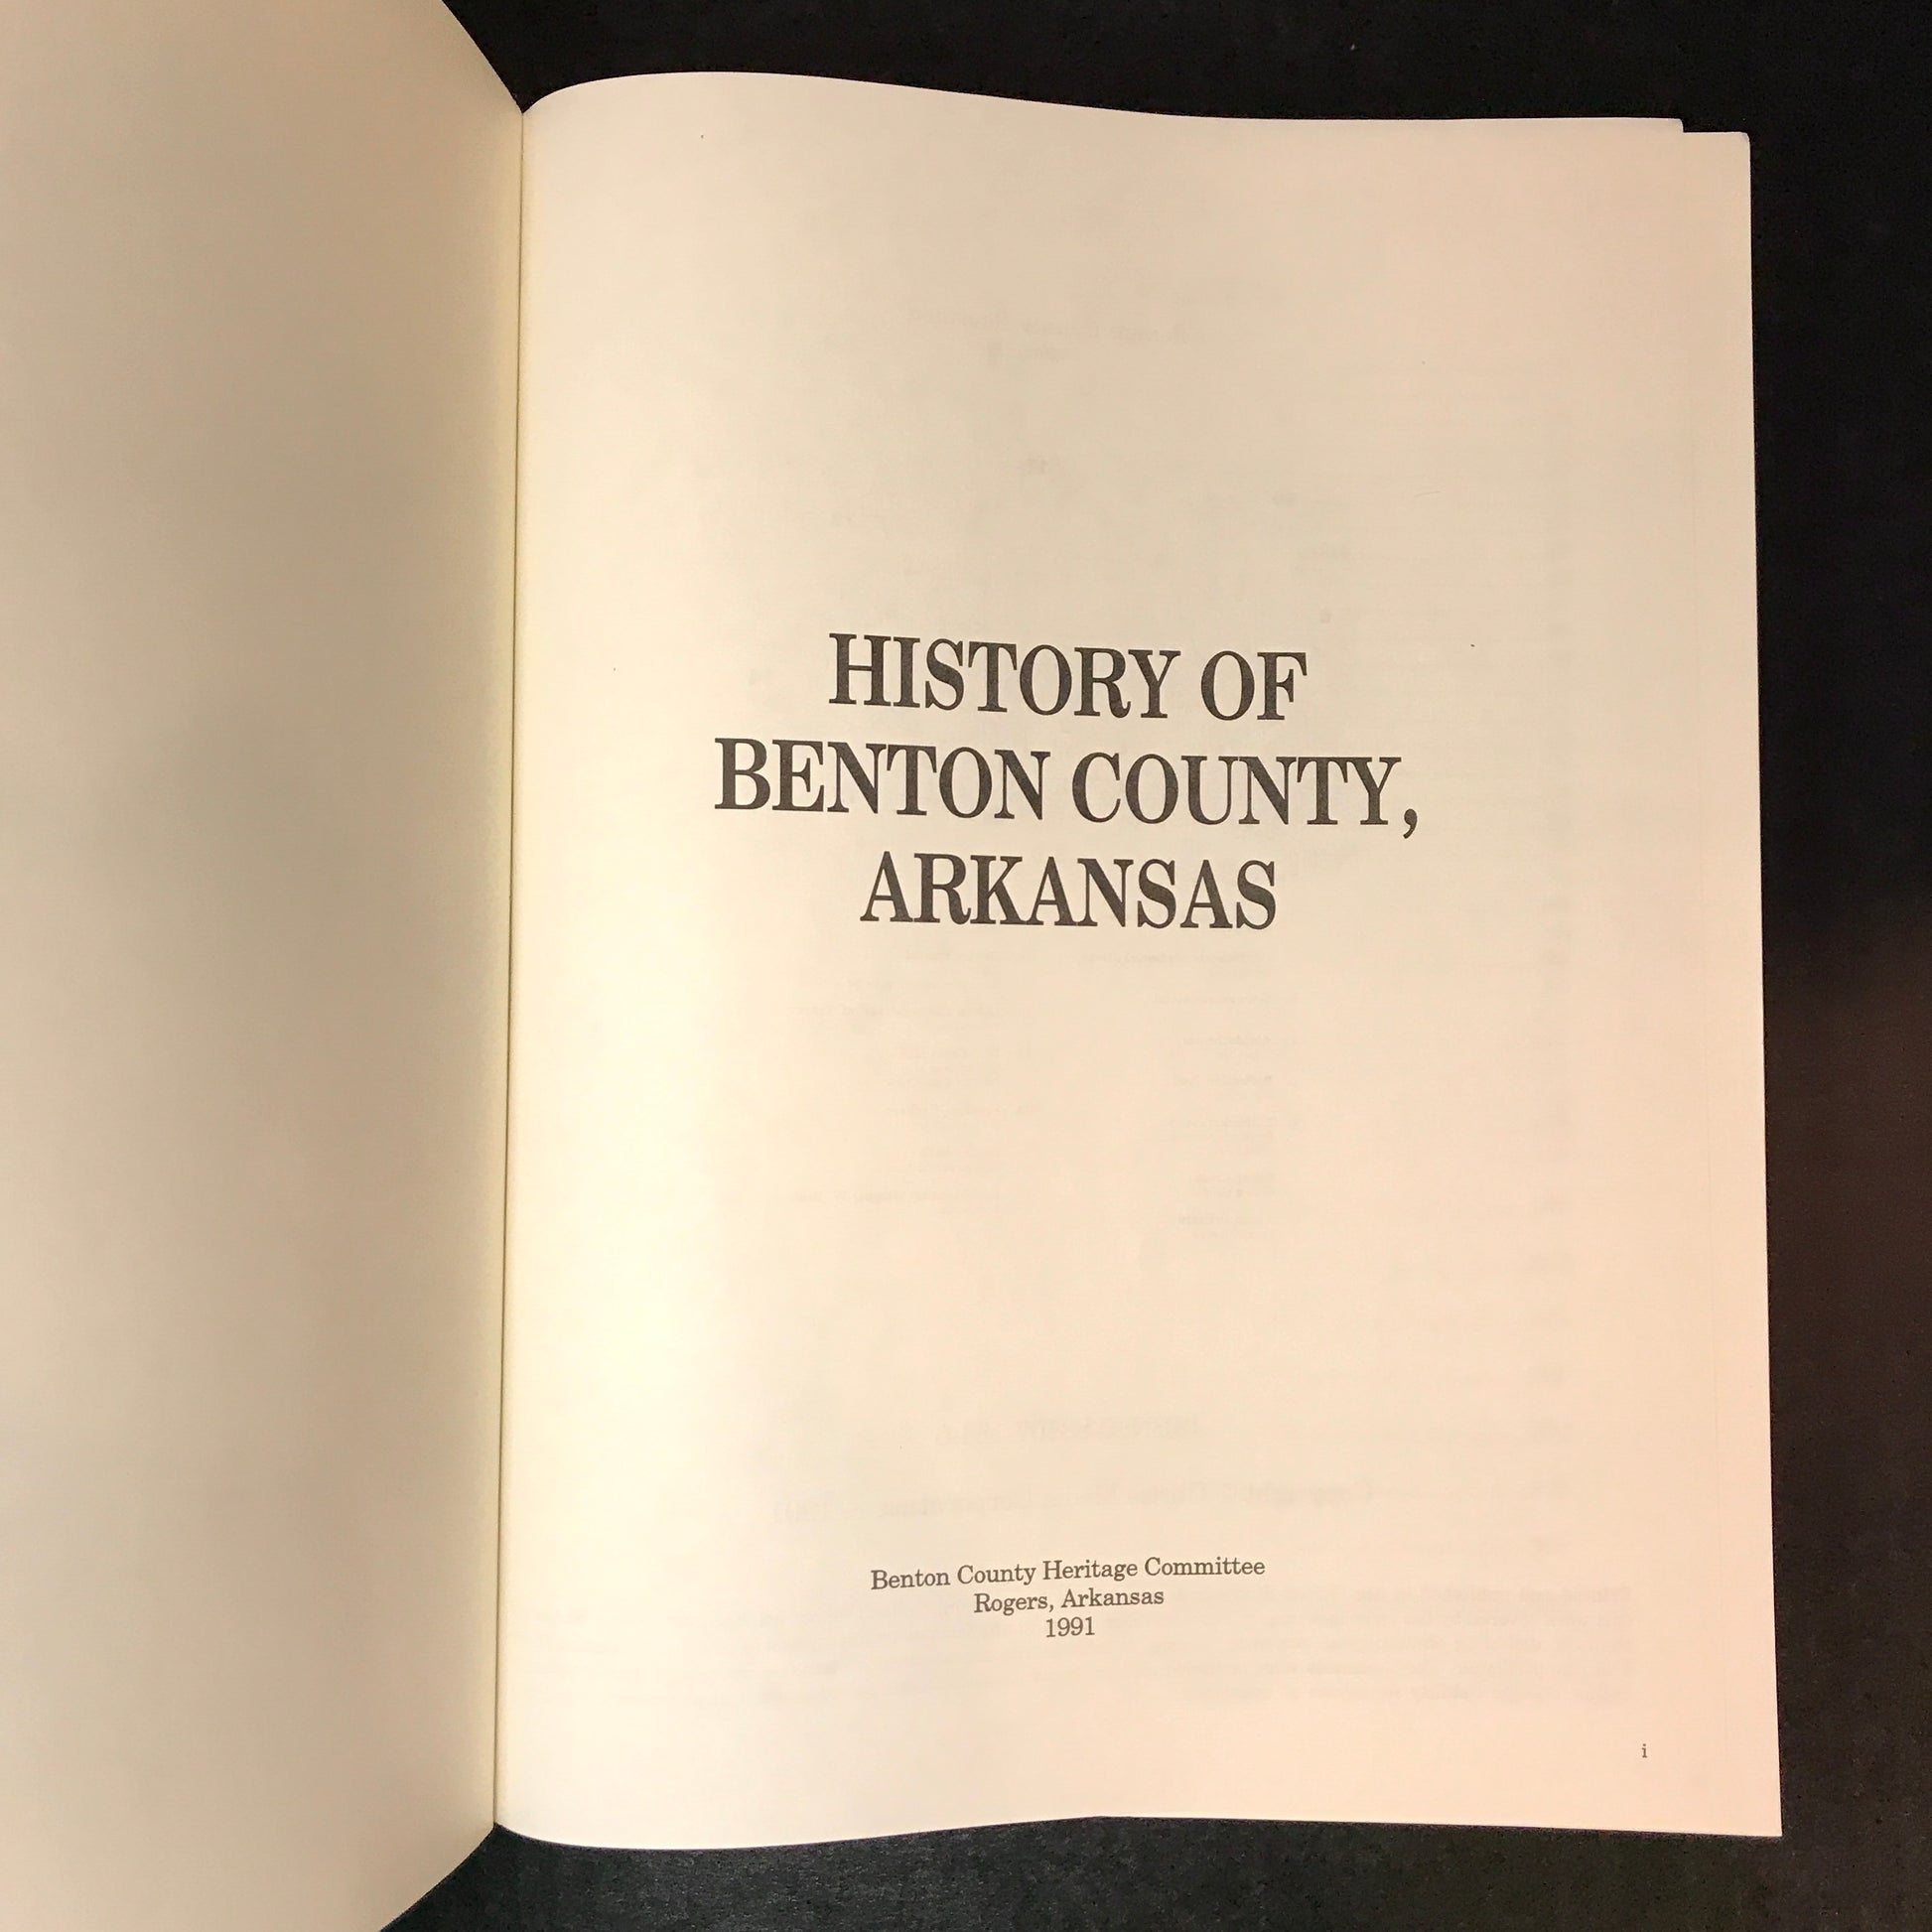 HISTORY OF
BENTON COUNTY,
ARKANSAS
Benton County Heritage Committee
Rogers, Arkansas
1991
i